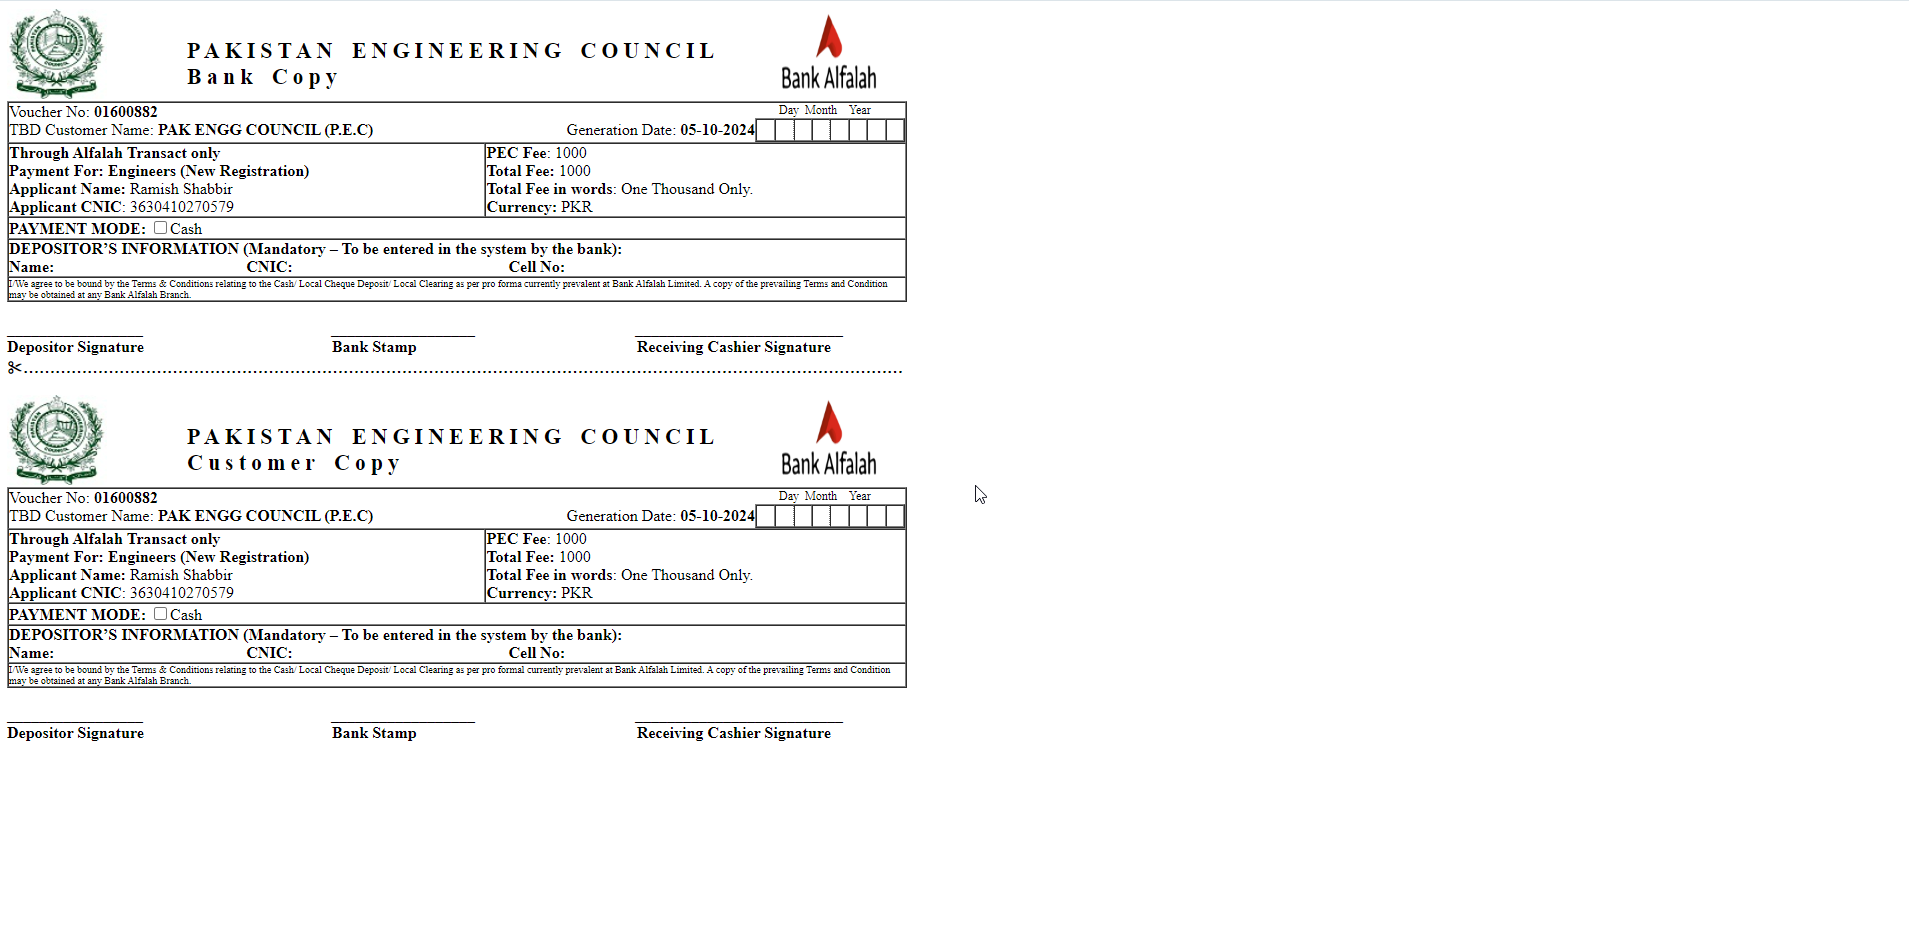 PAKISTAN ENGINEERING COUNCIL
Bank Copy
Bank Alfalah
Voucher No: 01600882
Day Month Year
TBD Customer Name: PAK ENGG COUNCIL (P.E.C) Generation Date: 05-10-2024
Through Alfalah Transact only
Payment For: Engineers (New Registration)
Applicant Name: Ramish Shabbir
Applicant CNIC: 3630410270579
PEC Fee: 1000
Total Fee: 1000
Total Fee in words: One Thousand Only.
Currency: PKR
PAYMENT MODE: Cash
DEPOSITOR’S INFORMATION (Mandatory – To be entered in the system by the bank):
Name: CNIC: Cell No:
I/We agree to be bound by the Terms & Conditions relating to the Cash/ Local Cheque Deposit/ Local Clearing as per pro forma currently prevalent at Bank Alfalah Limited. A copy of the prevailing Terms and Condition
may be obtained at any Bank Alfalah Branch.
Depositor Signature Bank Stamp Receiving Cashier Signature
PAKISTAN ENGINEERING COUNCIL
Customer Copy
Bank Alfalah
Voucher No: 01600882
Day Month Year
TBD Customer Name: PAK ENGG COUNCIL (P.E.C) Generation Date: 05-10-2024
Through Alfalah Transact only
Payment For: Engineers (New Registration)
Applicant Name: Ramish Shabbir
Applicant CNIC: 3630410270579
PEC Fee: 1000
Total Fee: 1000
Total Fee in words: One Thousand Only.
Currency: PKR
PAYMENT MODE: Cash
DEPOSITOR’S INFORMATION (Mandatory – To be entered in the system by the bank):
Name: CNIC: Cell No:
I/We agree to be bound by the Terms & Conditions relating to the Cash/ Local Cheque Deposit/ Local Clearing as per pro formal currently prevalent at Bank Alfalah Limited. A copy of the prevailing Terms and Condition
may be obtained at any Bank Alfalah Branch.
Depositor Signature Bank Stamp Receiving Cashier Signature